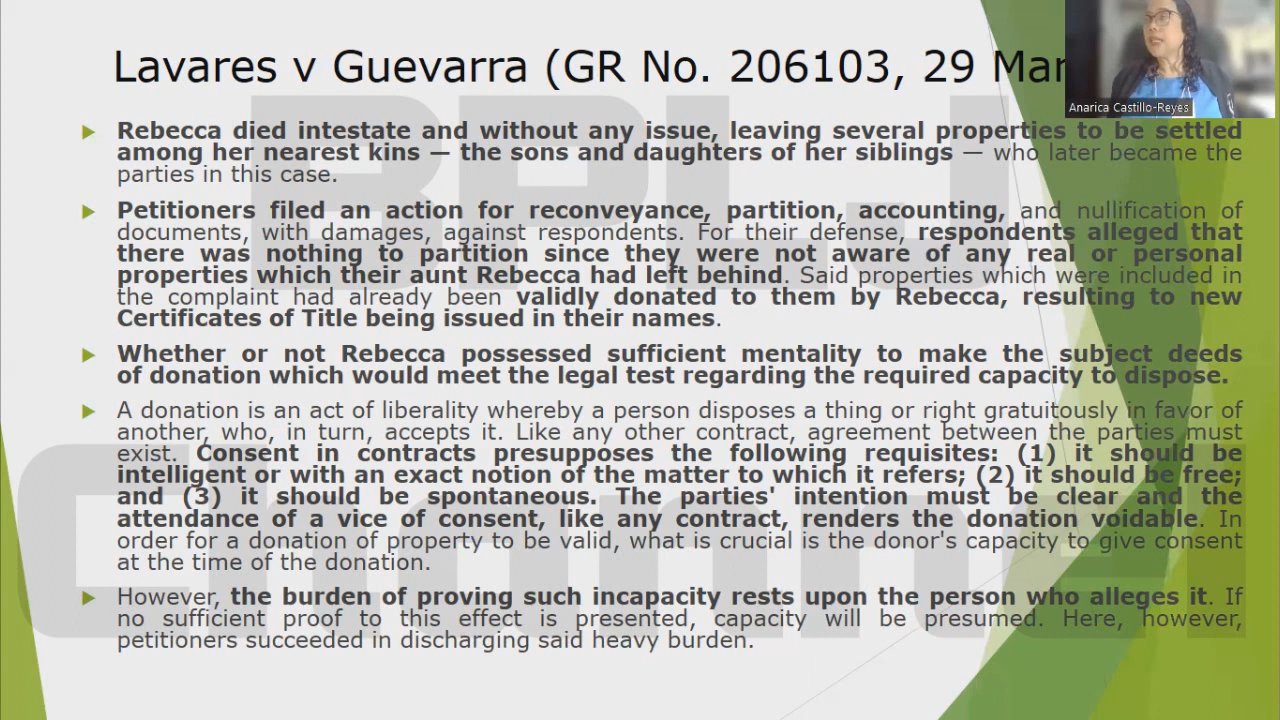 Lavares v Guevarra (GR No. 206103, 29 Mar
Anarica Castillo-Reyes
Rebecca died intestate and without any issue, leaving several properties to be settled
among her nearest kins — the sons and daughters of her siblings — who later became the
parties in this case.
Petitioners filed an action for reconveyance, partition, accounting, and nullification of
documents, with damages, against respondents. For their defense, respondents alleged that
there was nothing to partition since they were not aware of any real or personal
properties which their aunt Rebecca had left behind. Said properties which were included in
the complaint had already been validly donated to them by Rebecca, resulting to new
Certificates of Title being issued in their names.
Whether or not Rebecca possessed sufficient mentality to make the subject deeds
of donation which would meet the legal test regarding the required capacity to dispose.
A donation is an act of liberality whereby a person disposes a thing or right gratuitously in favor of
another, who, in turn, accepts it. Like any other contract, agreement between the parties must
exist. Consent in contracts presupposes the following requisites: (1) it should be
intelligent or with an exact notion of the matter to which it refers; (2) it should be free;
and (3) it should be spontaneous. The parties' intention must be clear and the
attendance of a vice of consent, like any contract, renders the donation voidable. In
order for a donation of property to be valid, what is crucial is the donor's capacity to give consent
at the time of the donation.
However, the burden of proving such incapacity rests upon the person who alleges it. If
no sufficient proof to this effect is presented, capacity will be presumed. Here, however,
petitioners succeeded in discharging said heavy burden.
BPLJ
Channel